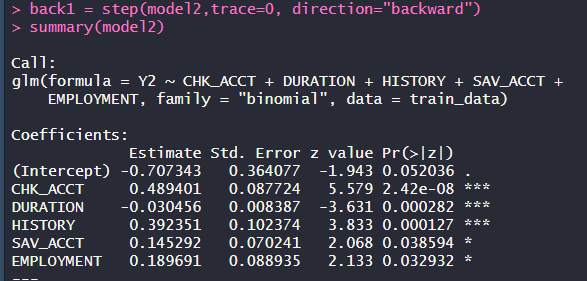 > back1 = step(model2,trace=0, direction="backward")
> summary(model2)
Call:
glm(formula = Y2 ~ CHK_ACCT + DURATION + HISTORY + SAV_ACCT +
    EMPLOYMENT, family = "binomial", data = train_data)
Coefficients:
             Estimate Std. Error z value Pr(>|z|)
(Intercept) -0.707343   0.364077  -1.943 0.052036 .
CHK_ACCT     0.489401   0.087724   5.579 2.42e-08 ***
DURATION    -0.030456   0.008387  -3.631 0.000282 ***
HISTORY      0.392351   0.102374   3.833 0.000127 ***
SAV_ACCT     0.145292   0.070241   2.068 0.038594 *
EMPLOYMENT   0.189691   0.088935   2.133 0.032932 *
---